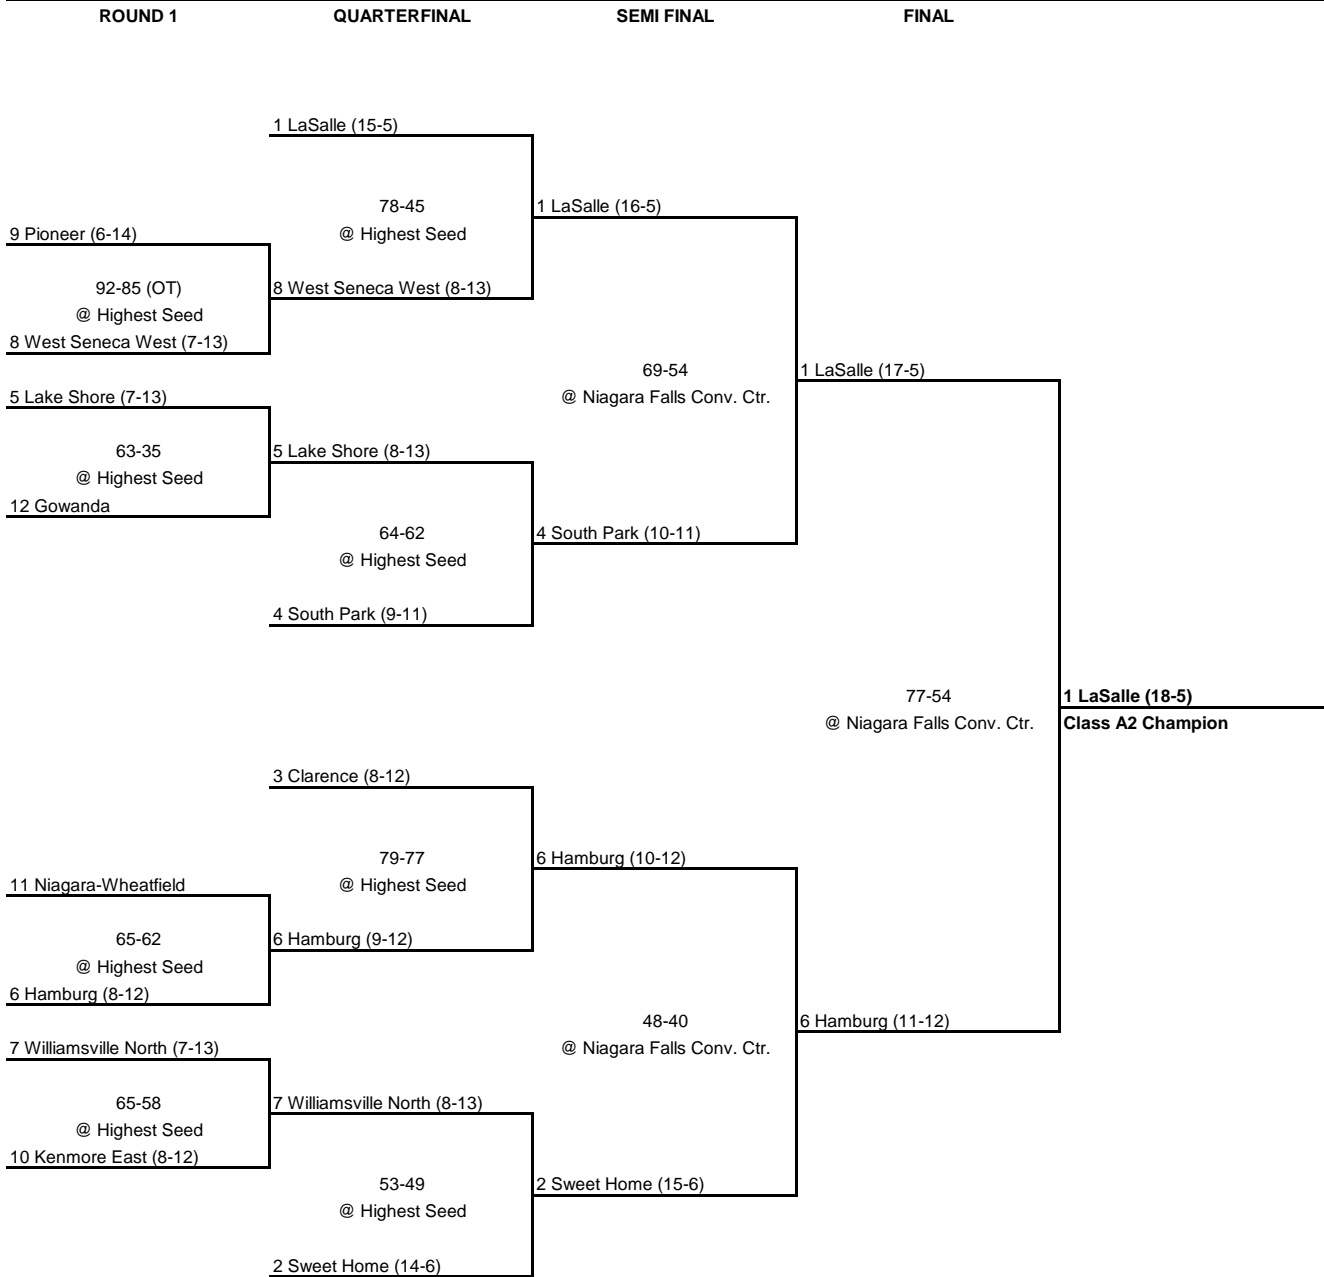 ROUND 1 QUARTERFINAL SEMI FINAL FINAL
1 LaSalle (15-5)
78-45 1 LaSalle (16-5)
9 Pioneer (6-14) @ Highest Seed
92-85 (OT) 8 West Seneca West (8-13)
@ Highest Seed
8 West Seneca West (7-13)
69-54 1 LaSalle (17-5)
5 Lake Shore (7-13) @ Niagara Falls Conv. Ctr.
63-35 5 Lake Shore (8-13)
@ Highest Seed
12 Gowanda
64-62 4 South Park (10-11)
@ Highest Seed
4 South Park (9-11)
77-54 1 LaSalle (18-5)
@ Niagara Falls Conv. Ctr. Class A2 Champion
3 Clarence (8-12)
79-77 6 Hamburg (10-12)
11 Niagara-Wheatfield @ Highest Seed
65-62 6 Hamburg (9-12)
@ Highest Seed
6 Hamburg (8-12)
48-40 6 Hamburg (11-12)
7 Williamsville North (7-13) @ Niagara Falls Conv. Ctr.
65-58 7 Williamsville North (8-13)
@ Highest Seed
10 Kenmore East (8-12)
53-49 2 Sweet Home (15-6)
@ Highest Seed
2 Sweet Home (14-6)